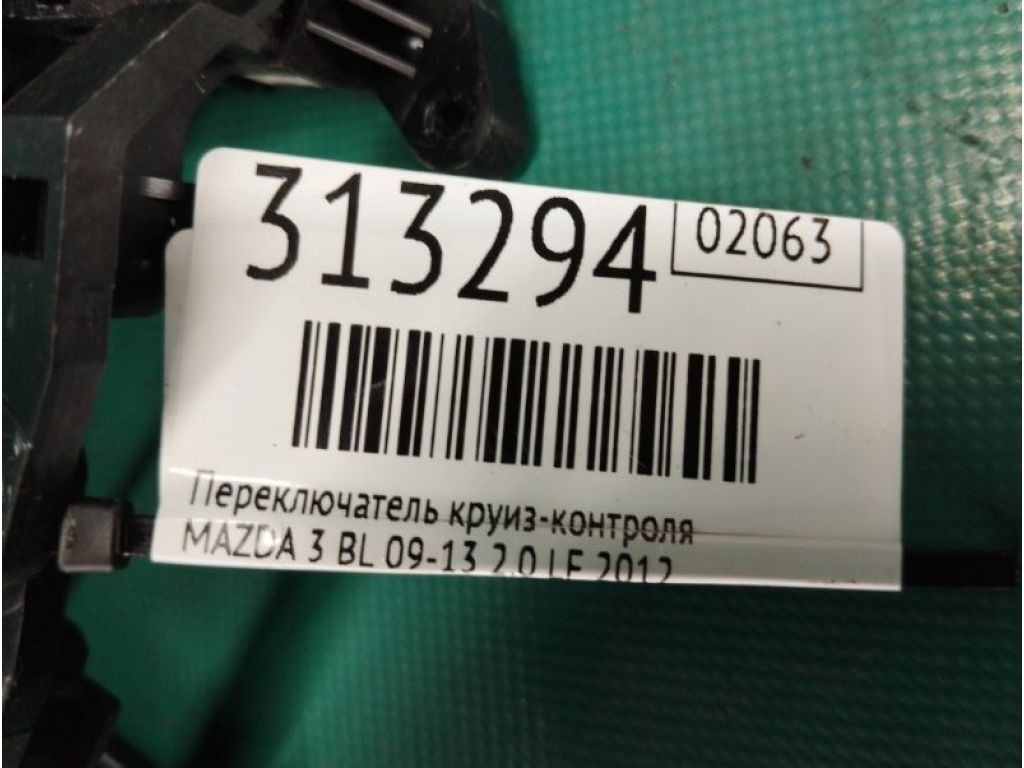 313294
02063
Переключатель круиз-контроля
MAZDA 3 BL 09-13 2.0 LF 2012